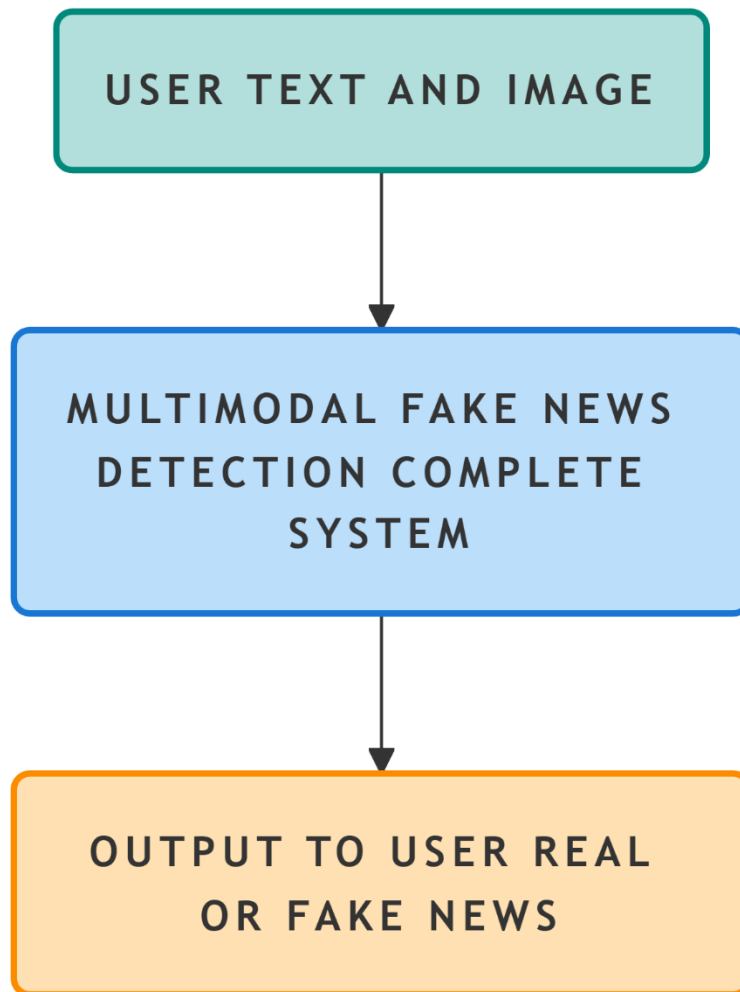 USER TEXT AND IMAGE
MULTIMODAL FAKE NEWS
DETECTION COMPLETE
SYSTEM
OUTPUT TO USER REAL
OR FAKE NEWS